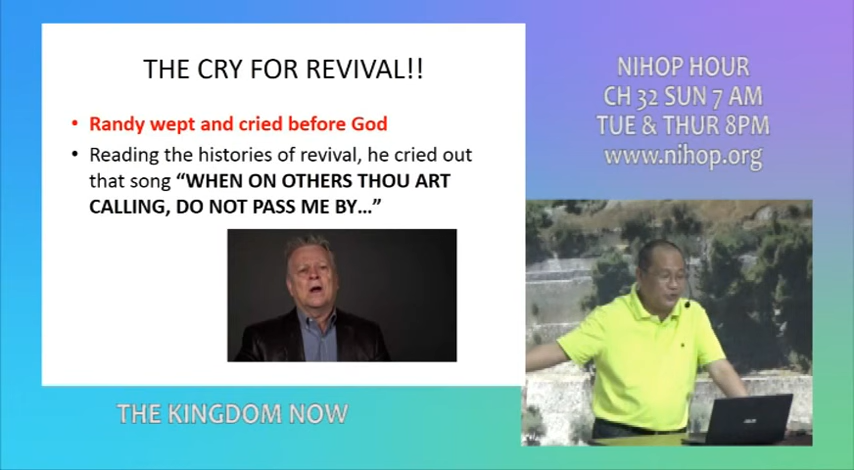 THE CRY FOR REVIVAL!!
• Randy wept and cried before God
• Reading the histories of revival, he cried out
that song “WHEN ON OTHERS THOU ART
CALLING, DO NOT PASS ME BY…”
NIHOP HOUR
CH 32 SUN 7 AM
TUE & THUR 8PM
www.nihop.org
ASUS
THE KINGDOM NOW